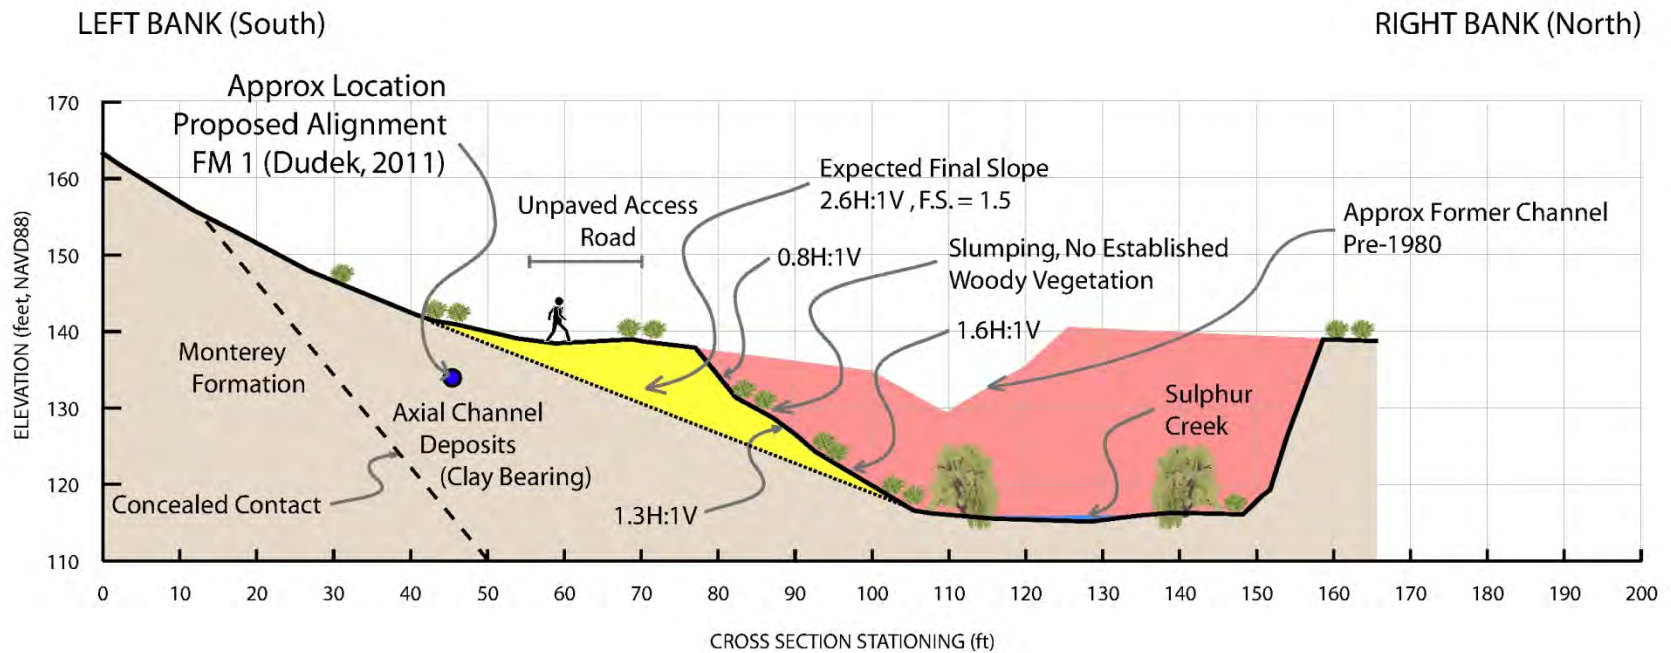 LEFT BANK (South)
RIGHT BANK (North)
Approx Location
Proposed Alignment
FM 1 (Dudek, 2011)
Expected Final Slope
2.6H:1V , F.S. = 1.5
Unpaved Access
Road
0.8H:1V
Slumping, No Established
Woody Vegetation
Approx Former Channel
Pre-1980
1.6H:1V
Monterey
Formation
Axial Channel
Deposits
(Clay Bearing)
Sulphur
Creek
Concealed Contact
1.3H:1V
ELEVATION (feet, NAVD88)
170
160
150
140
130
120
110
0 10 20 30 40 50 60 70 80 90 100 110 120 130 140 150 160 170 180 190 200
CROSS SECTION STATIONING (ft)